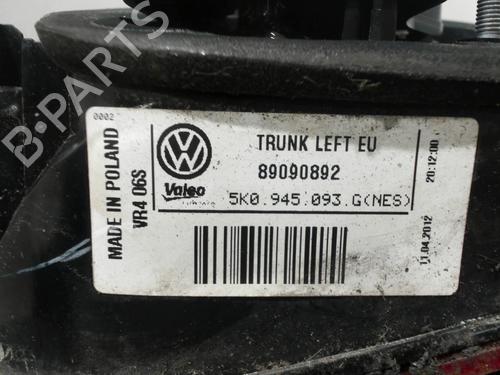 0002
MADE IN POLAND
VR4 06S
Valeo
TRUNK LEFT EU
89090892
5K0.945.093.G(NES)
20:12:00
11.04.2012
B-PARTS